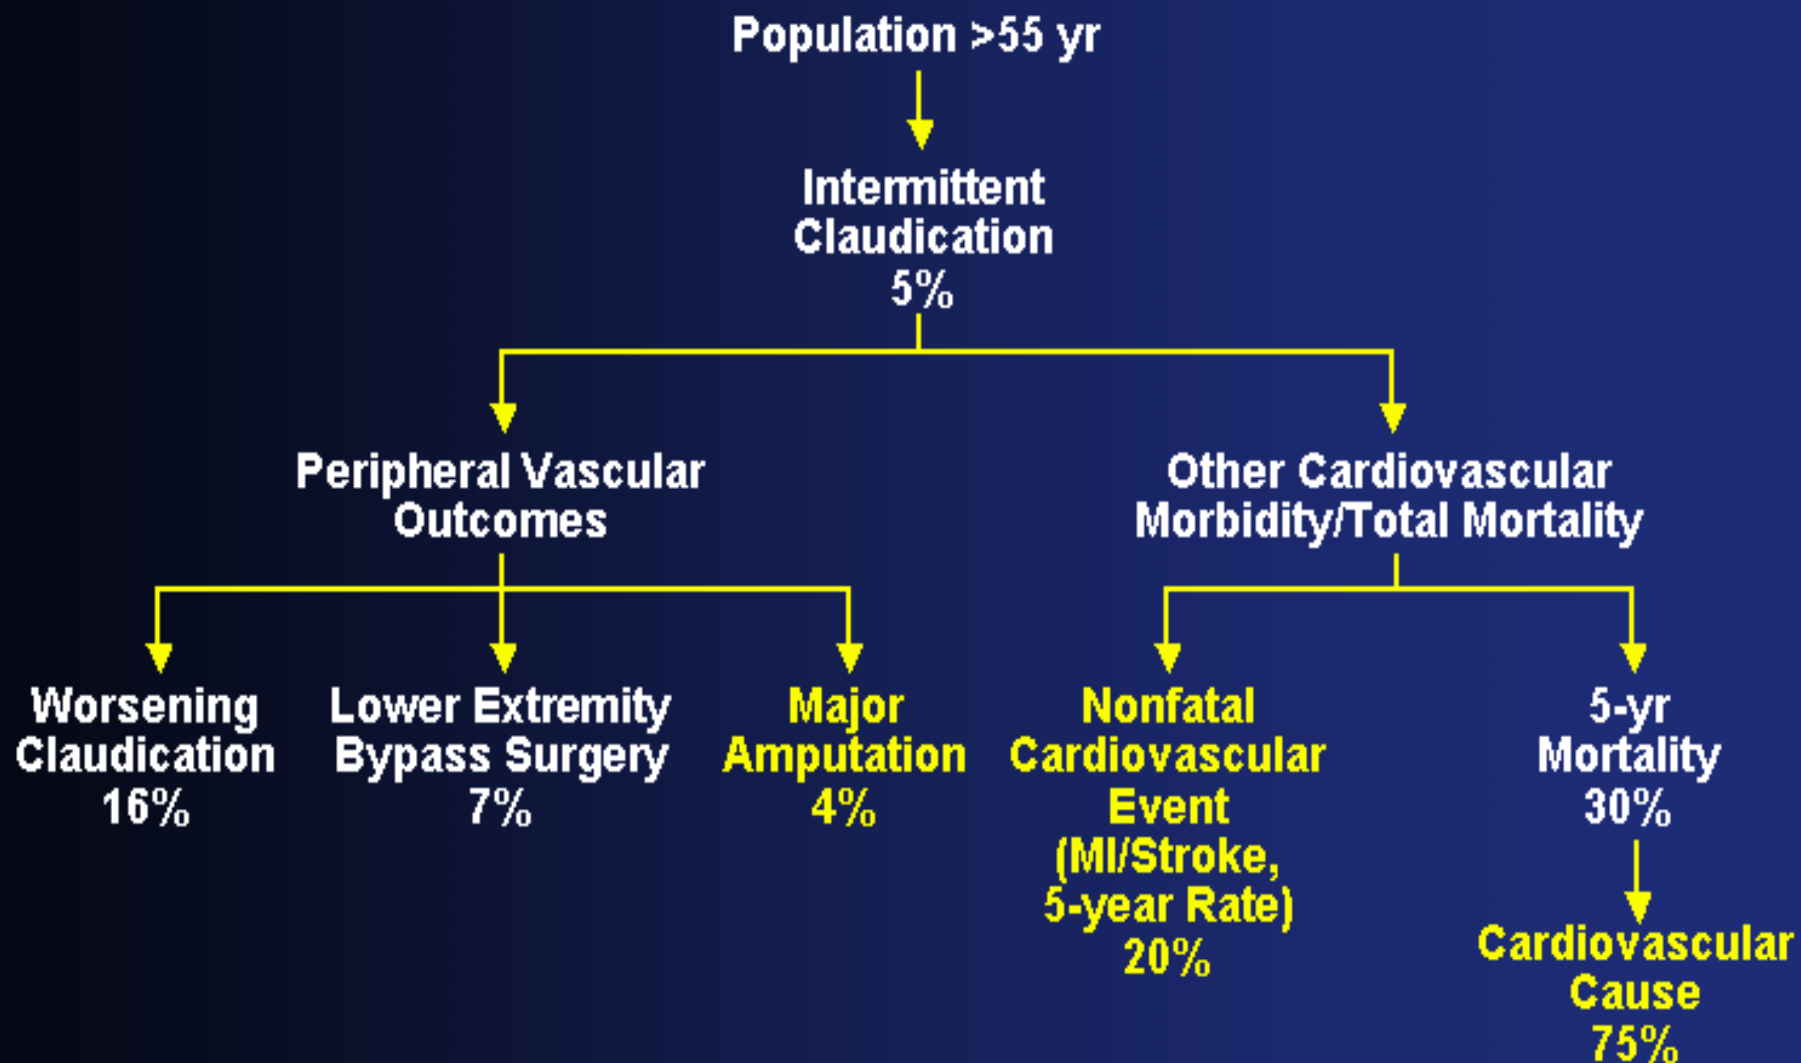 Population >55 yr
Intermittent
Claudication
5%
Peripheral Vascular
Outcomes
Other Cardiovascular
Morbidity/Total Mortality
Worsening
Claudication
16%
Lower Extremity
Bypass Surgery
7%
Major
Amputation
4%
Nonfatal
Cardiovascular
Event
(MI/Stroke,
5-year Rate)
20%
5-yr
Mortality
30%
Cardiovascular
Cause
75%